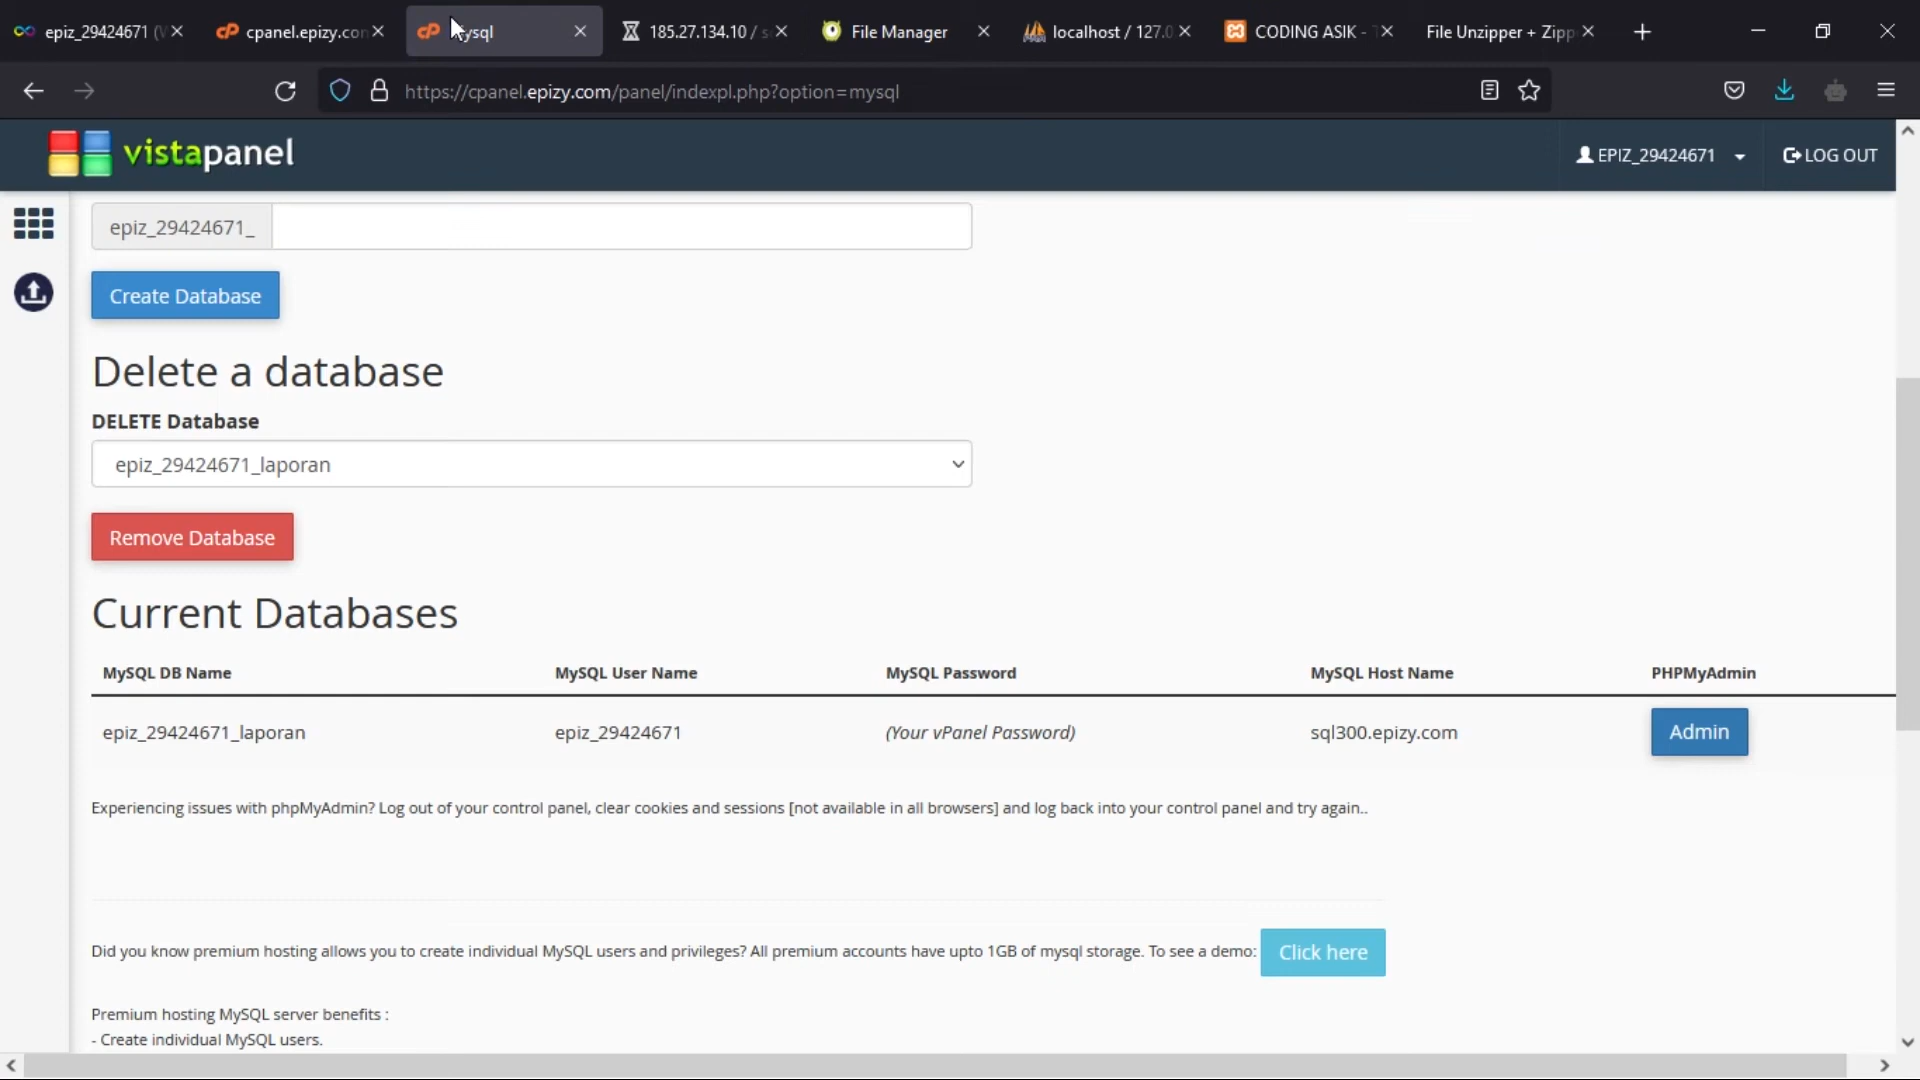 epiz_29424671 (V
cpanel.epizy.con
ysql
185.27.134.10 / s
File Manager
localhost / 127.0
CODING ASIK - T
File Unzipper + Zipp
https://cpanel.epizy.com/panel/indexpl.php?option=mysql
vistapanel
EPIZ_29424671
LOG OUT
epiz_29424671_
Create Database
Delete a database
DELETE Database
epiz_29424671_laporan
Remove Database
Current Databases
MySQL DB Name MySQL User Name MySQL Password MySQL Host Name PHPMyAdmin
epiz_29424671_laporan epiz_29424671 (Your vPanel Password) sql300.epizy.com Admin
Experiencing issues with phpMyAdmin? Log out of your control panel, clear cookies and sessions [not available in all browsers] and log back into your control panel and try again..
Did you know premium hosting allows you to create individual MySQL users and privileges? All premium accounts have upto 1GB of mysql storage. To see a demo: Click here
Premium hosting MySQL server benefits :
- Create individual MySQL users.